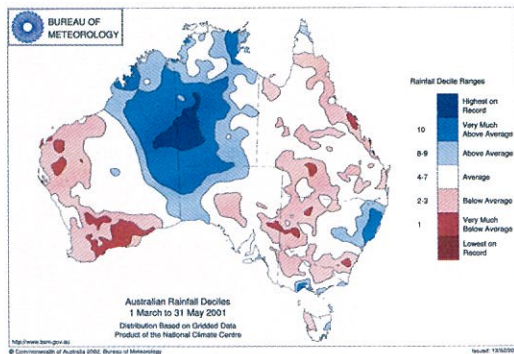 BUREAU OF
METEOROLOGY
Rainfall Decile Ranges
Highest on
Record
10 Very Much
Above Average
8-9 Above Average
4-7 Average
2-3 Below Average
1 Very Much
Below Average
Lowest on
Record
Australian Rainfall Deciles
1 March to 31 May 2001
Distribution Based on Gridded Data
Product of the National Climate Centre
http://www.bom.gov.au
© Commonwealth of Australia 2002, Bureau of Meteorology
Issued: